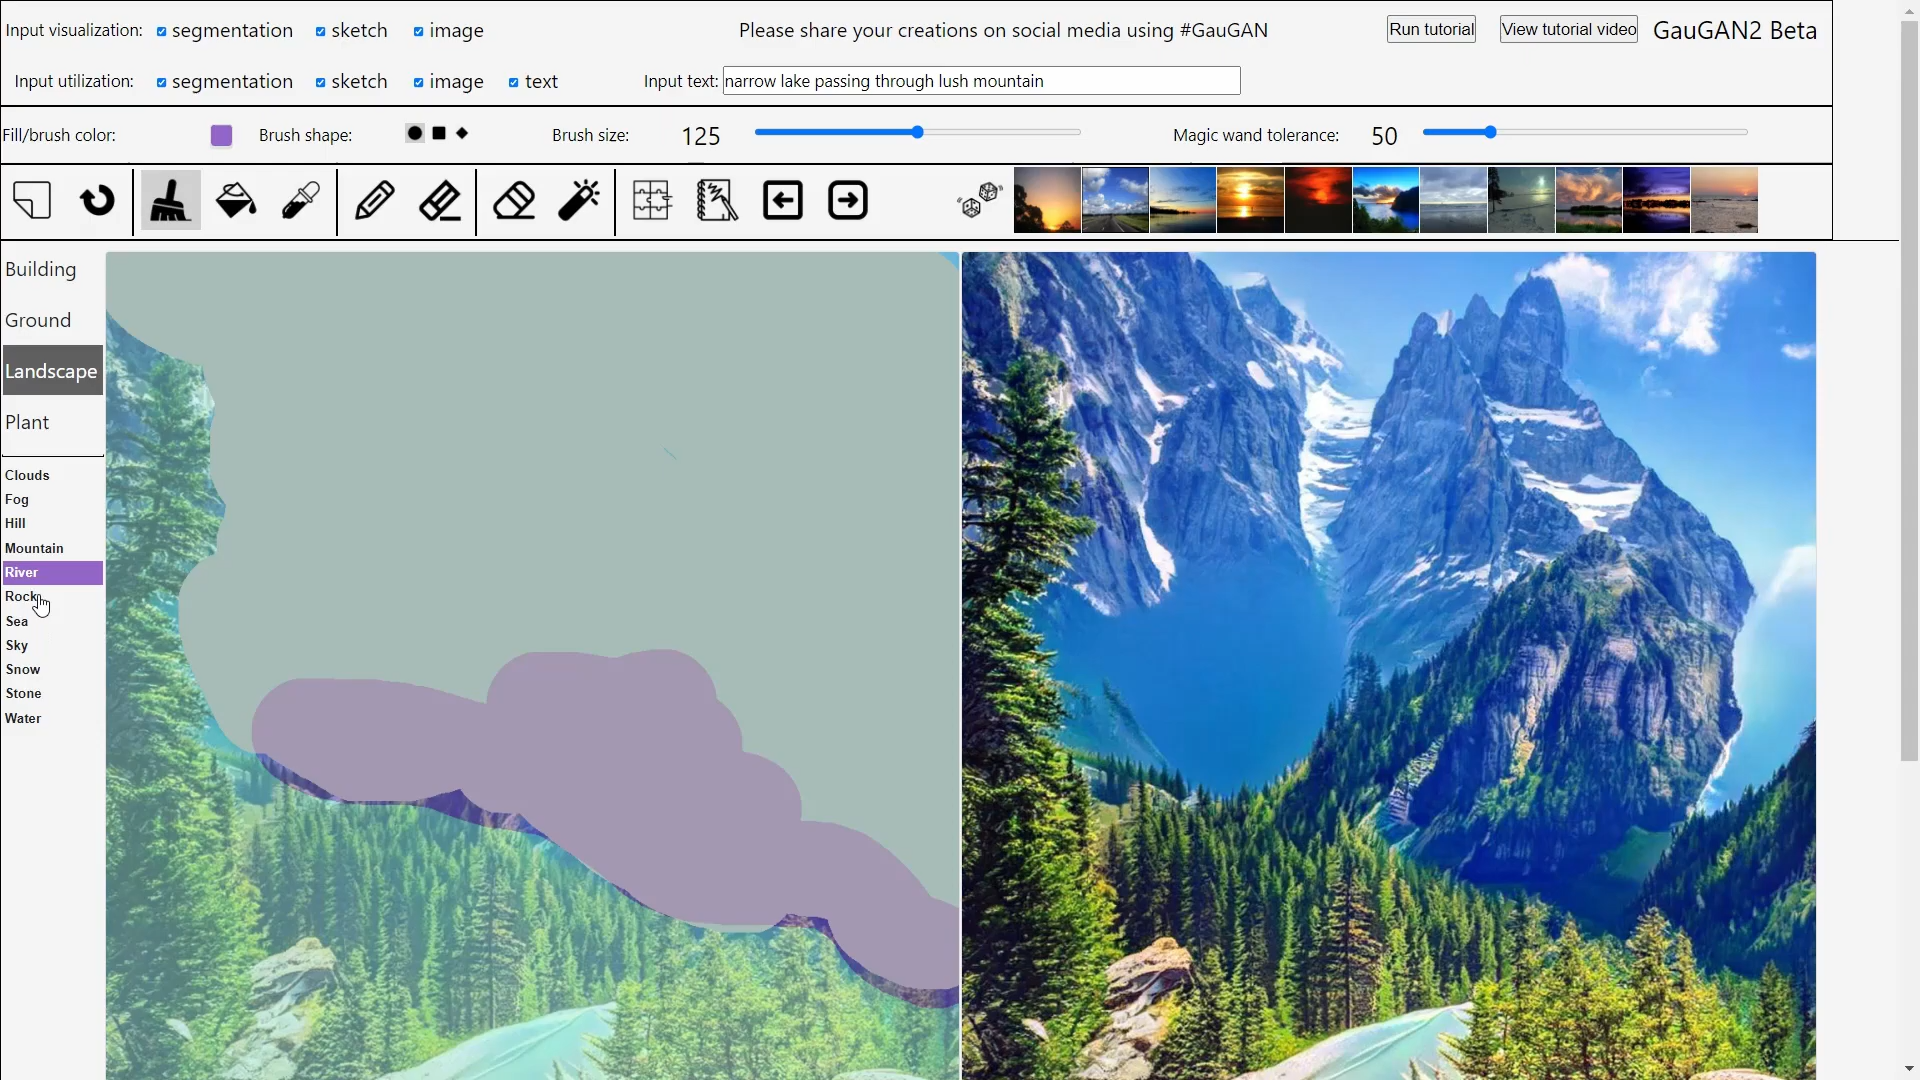 Input visualization: segmentation sketch image Please share your creations on social media using #GauGAN Run tutorial View tutorial video GauGAN2 Beta
Input utilization: segmentation sketch image text Input text: narrow lake passing through lush mountain
Fill/brush color: Brush shape: Brush size: 125 Magic wand tolerance: 50
Building
Ground
Landscape
Plant
Clouds
Fog
Hill
Mountain
River
Rock
Sea
Sky
Snow
Stone
Water